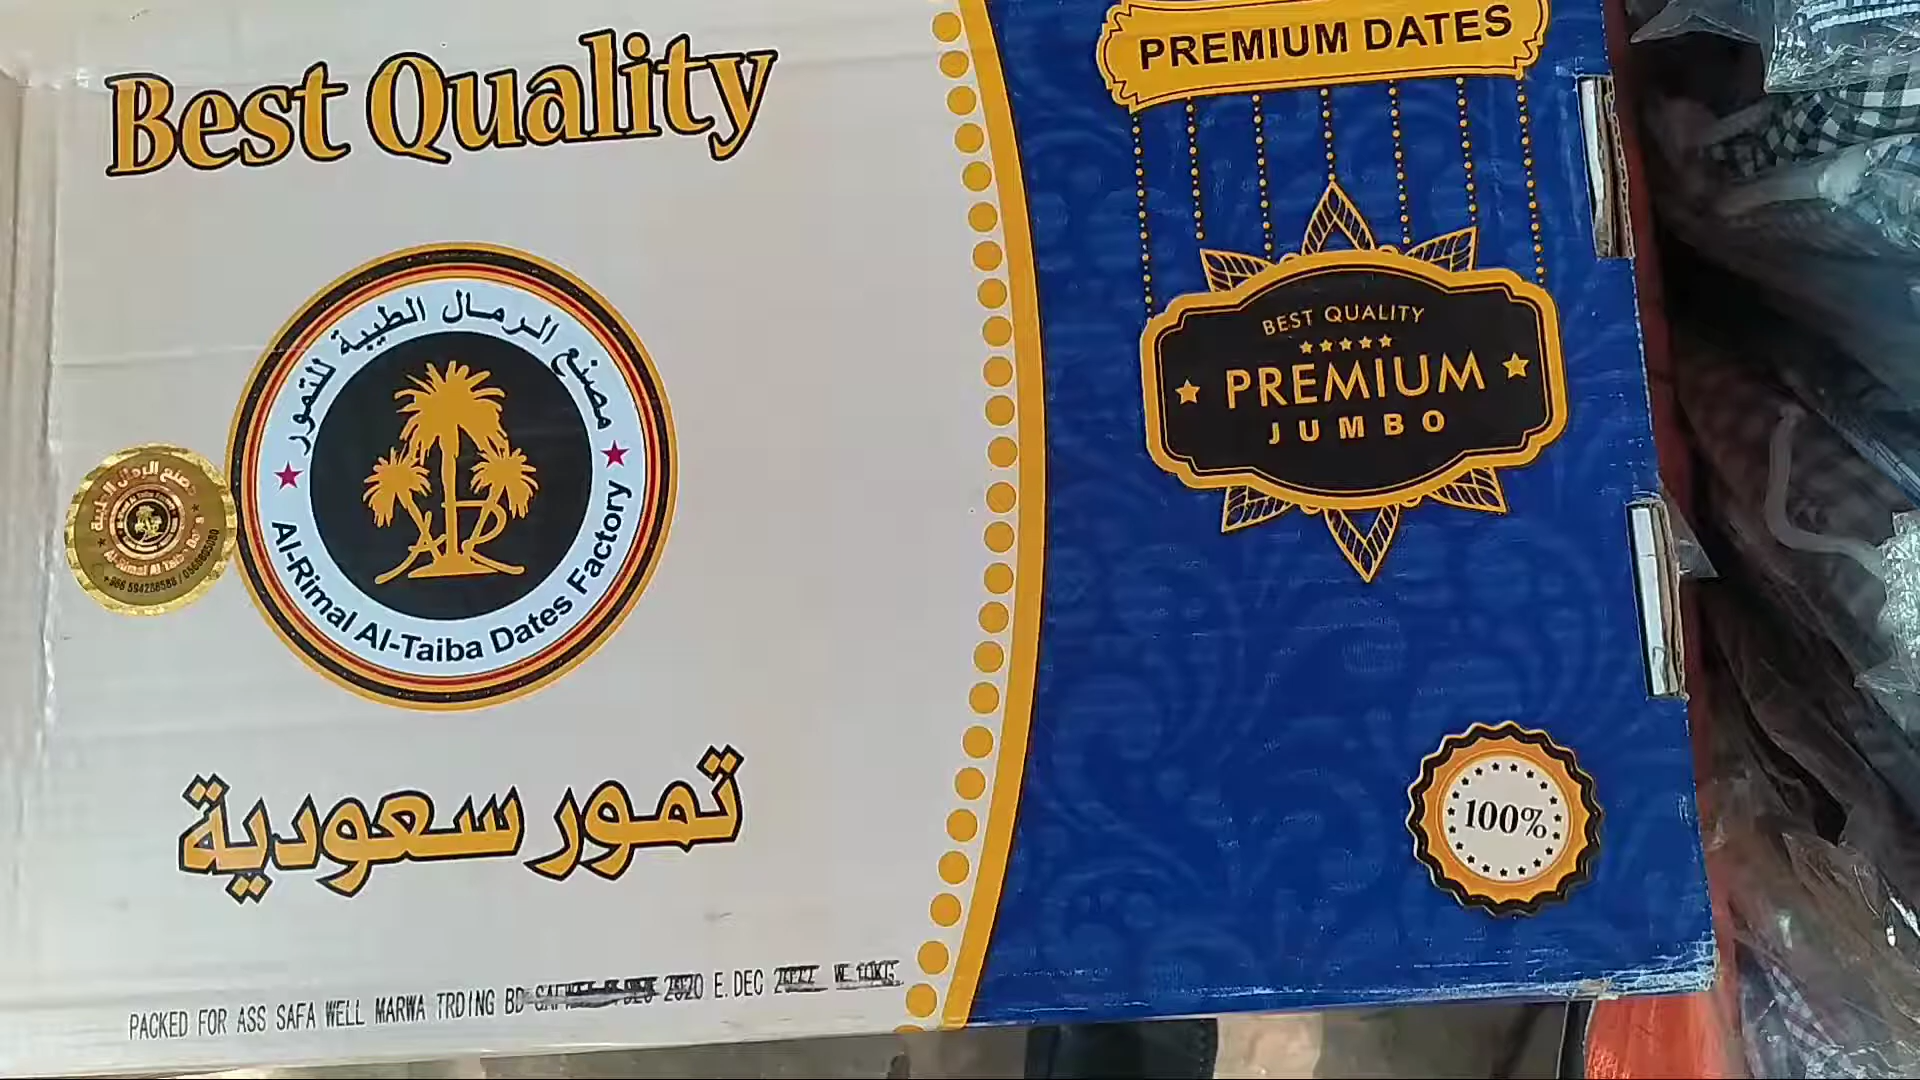 Best Quality
مصنع الرمال الطيبة للتمور
Al-Rimal Al-Taiba Dates Factory
تمور سعودية
PACKED FOR ASS SAFA WELL MARWA TRDING BD 2020 E. DEC W. 10KG
PREMIUM DATES
BEST QUALITY
PREMIUM
JUMBO
100%